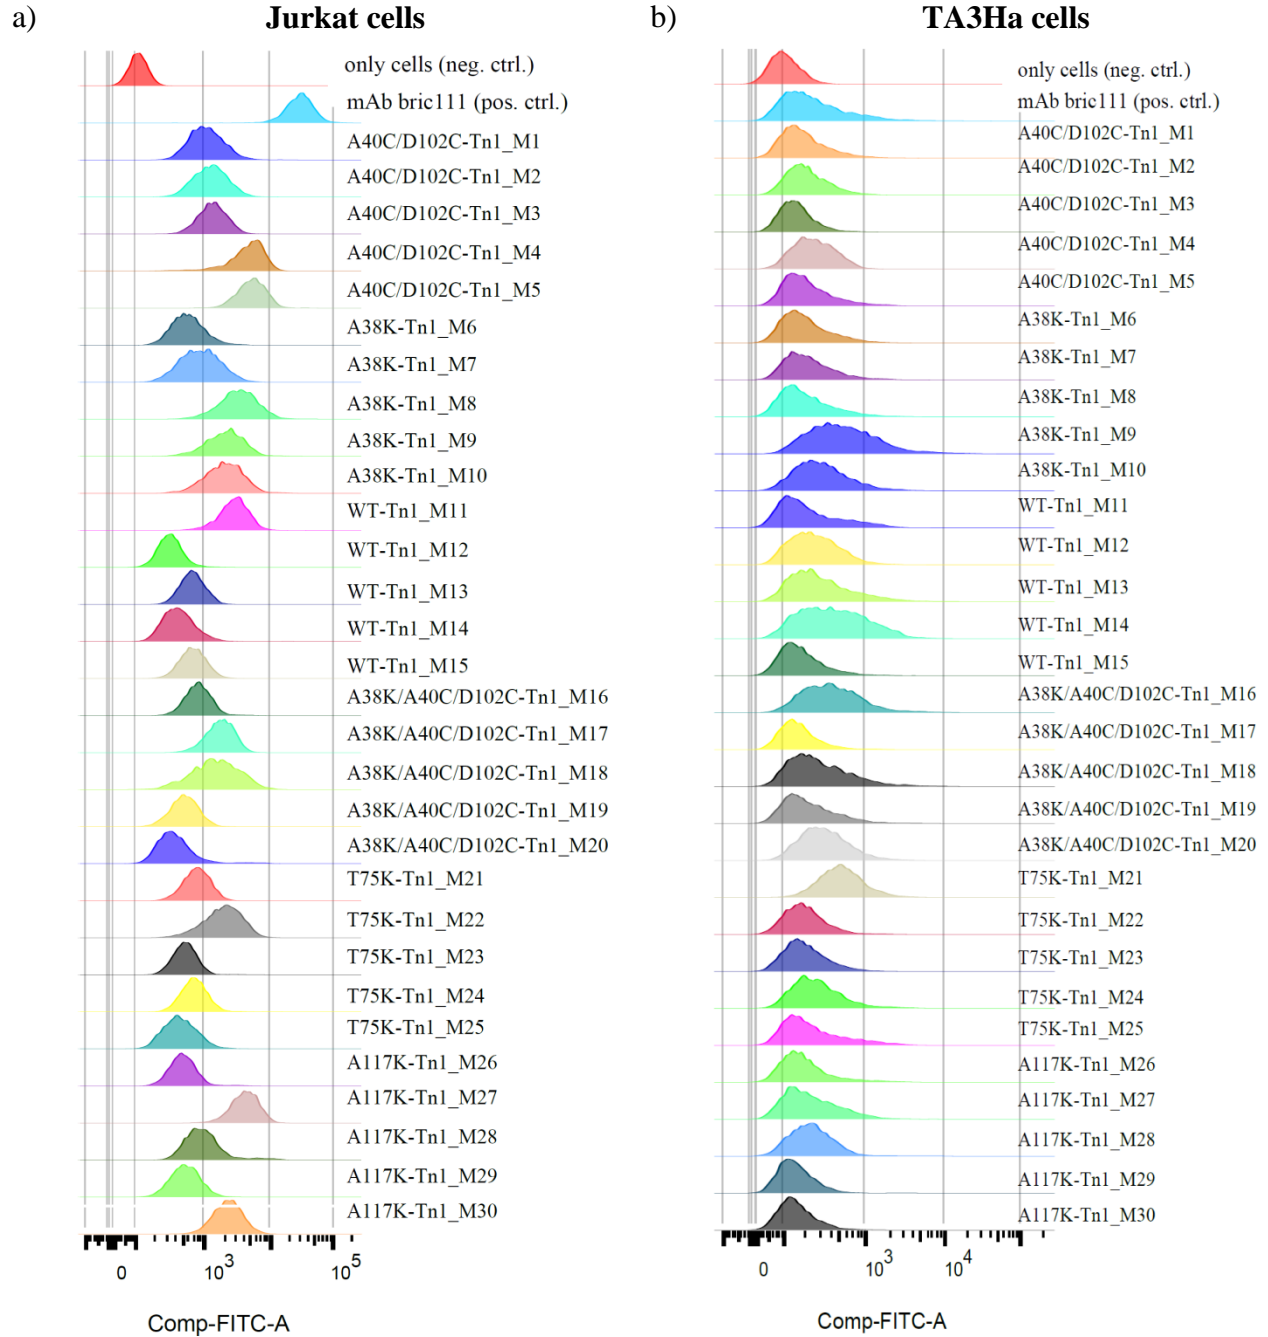 a)
Jurkat cells
only cells (neg. ctrl.)
mAb bric111 (pos. ctrl.)
A40C/D102C-Tn1_M1
A40C/D102C-Tn1_M2
A40C/D102C-Tn1_M3
A40C/D102C-Tn1_M4
A40C/D102C-Tn1_M5
A38K-Tn1_M6
A38K-Tn1_M7
A38K-Tn1_M8
A38K-Tn1_M9
A38K-Tn1_M10
WT-Tn1_M11
WT-Tn1_M12
WT-Tn1_M13
WT-Tn1_M14
WT-Tn1_M15
A38K/A40C/D102C-Tn1_M16
A38K/A40C/D102C-Tn1_M17
A38K/A40C/D102C-Tn1_M18
A38K/A40C/D102C-Tn1_M19
A38K/A40C/D102C-Tn1_M20
T75K-Tn1_M21
T75K-Tn1_M22
T75K-Tn1_M23
T75K-Tn1_M24
T75K-Tn1_M25
A117K-Tn1_M26
A117K-Tn1_M27
A117K-Tn1_M28
A117K-Tn1_M29
A117K-Tn1_M30
0 10³ 10⁵
Comp-FITC-A
b)
TA3Ha cells
only cells (neg. ctrl.)
mAb bric111 (pos. ctrl.)
A40C/D102C-Tn1_M1
A40C/D102C-Tn1_M2
A40C/D102C-Tn1_M3
A40C/D102C-Tn1_M4
A40C/D102C-Tn1_M5
A38K-Tn1_M6
A38K-Tn1_M7
A38K-Tn1_M8
A38K-Tn1_M9
A38K-Tn1_M10
WT-Tn1_M11
WT-Tn1_M12
WT-Tn1_M13
WT-Tn1_M14
WT-Tn1_M15
A38K/A40C/D102C-Tn1_M16
A38K/A40C/D102C-Tn1_M17
A38K/A40C/D102C-Tn1_M18
A38K/A40C/D102C-Tn1_M19
A38K/A40C/D102C-Tn1_M20
T75K-Tn1_M21
T75K-Tn1_M22
T75K-Tn1_M23
T75K-Tn1_M24
T75K-Tn1_M25
A117K-Tn1_M26
A117K-Tn1_M27
A117K-Tn1_M28
A117K-Tn1_M29
A117K-Tn1_M30
0 10³ 10⁴
Comp-FITC-A